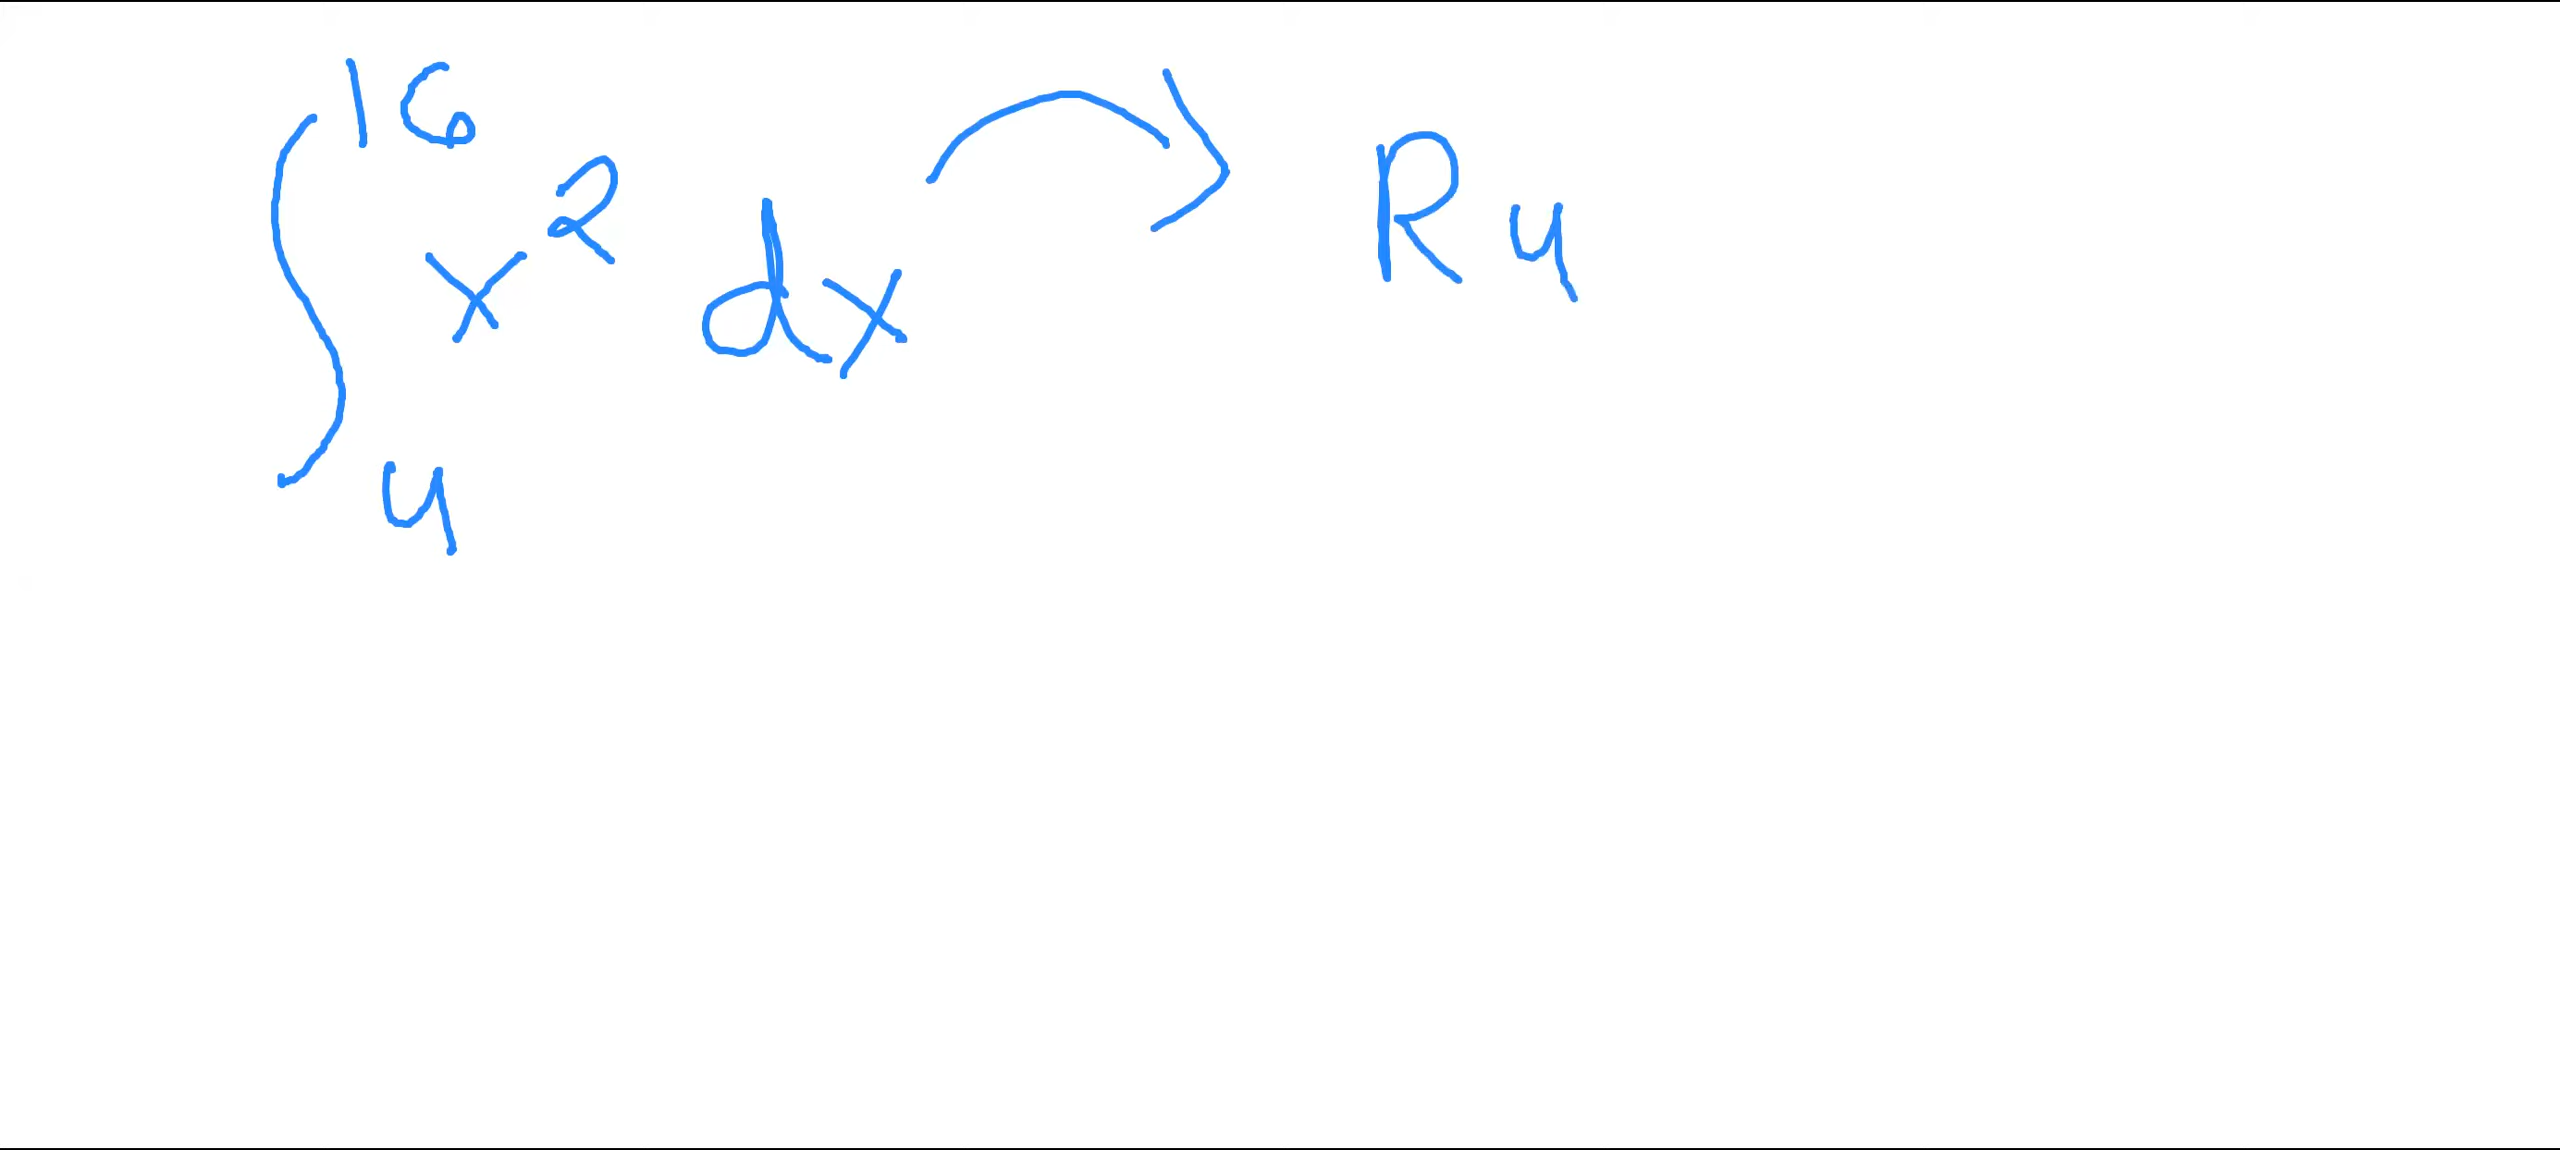 ∫₄¹⁶ x² dx → R₄